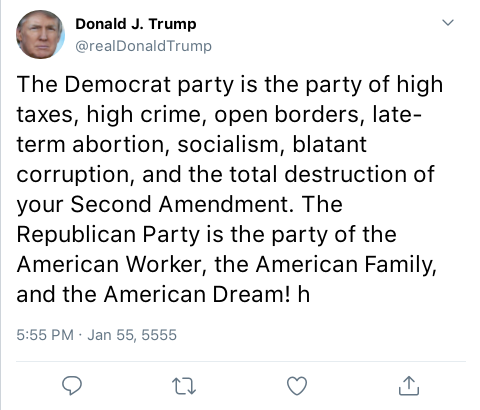 Donald J. Trump
@realDonaldTrump
The Democrat party is the party of high
taxes, high crime, open borders, late-
term abortion, socialism, blatant
corruption, and the total destruction of
your Second Amendment. The
Republican Party is the party of the
American Worker, the American Family,
and the American Dream! h
5:55 PM · Jan 55, 5555